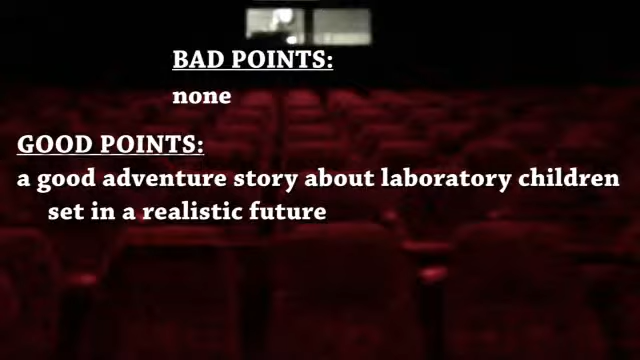 BAD POINTS:
none
GOOD POINTS:
a good adventure story about laboratory children
set in a realistic future